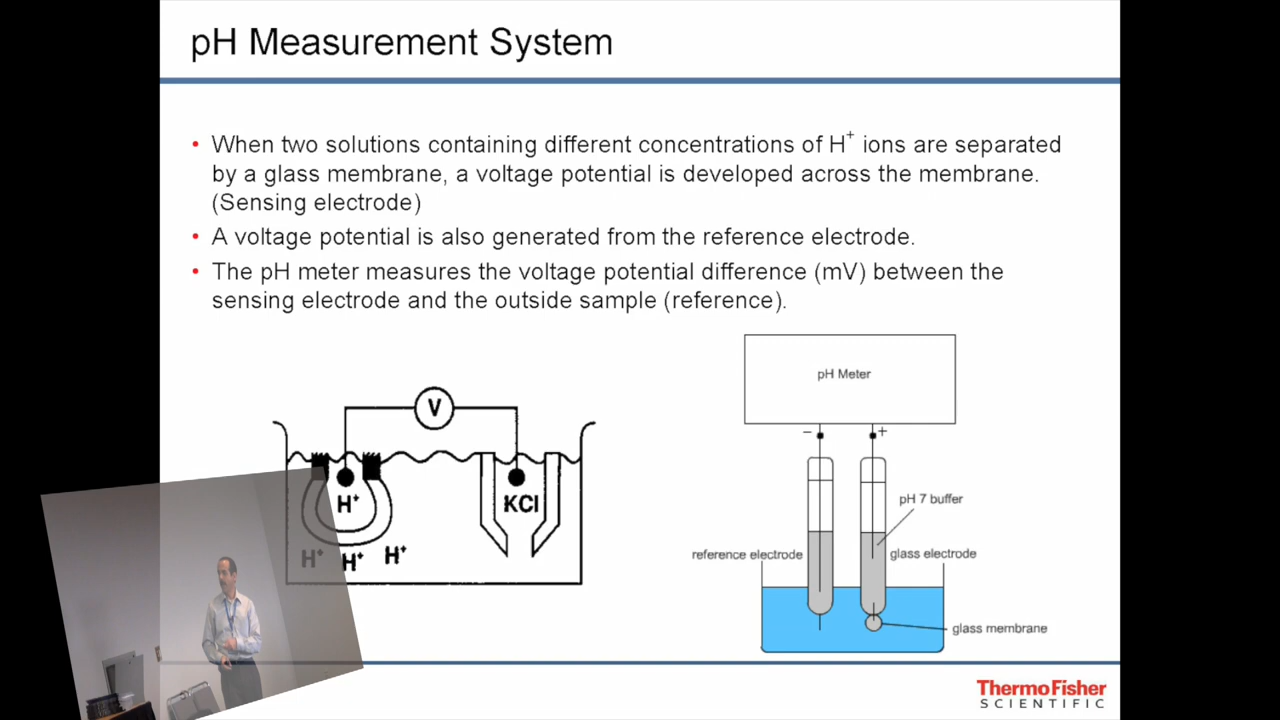 pH Measurement System
• When two solutions containing different concentrations of H⁺ ions are separated
by a glass membrane, a voltage potential is developed across the membrane.
(Sensing electrode)
• A voltage potential is also generated from the reference electrode.
• The pH meter measures the voltage potential difference (mV) between the
sensing electrode and the outside sample (reference).
V
H⁺
KCl
H⁺ H⁺ H⁺
pH Meter
− +
pH 7 buffer
reference electrode
glass electrode
glass membrane
ThermoFisher
SCIENTIFIC